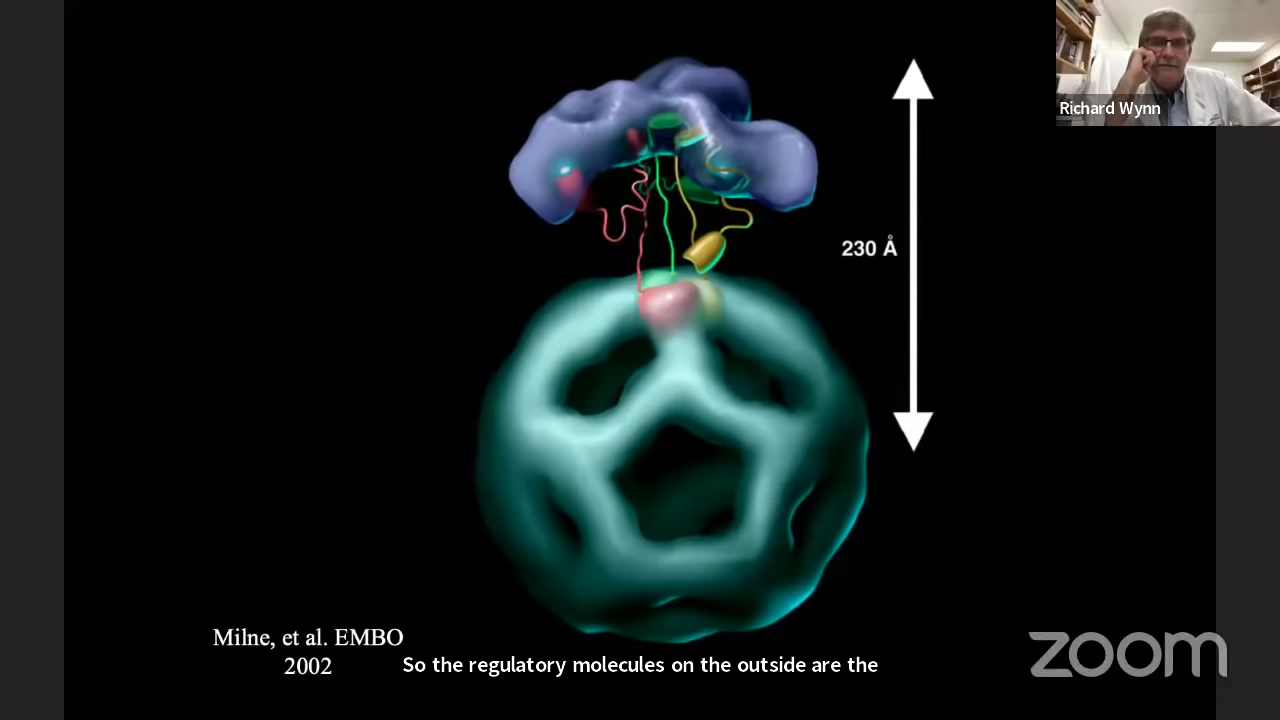 Richard Wynn
230 Å
Milne, et al. EMBO
2002
So the regulatory molecules on the outside are the
zoom